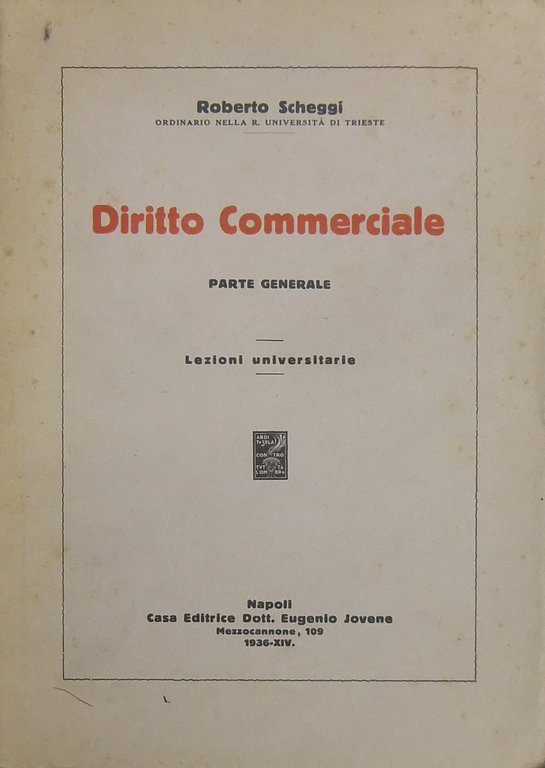 Roberto Scheggi
ORDINARIO NELLA R. UNIVERSITÀ DI TRIESTE
Diritto Commerciale
PARTE GENERALE
Lezioni universitarie
CONTRO
Napoli
Casa Editrice Dott. Eugenio Jovene
Mezzocannone, 109
1936-XIV.